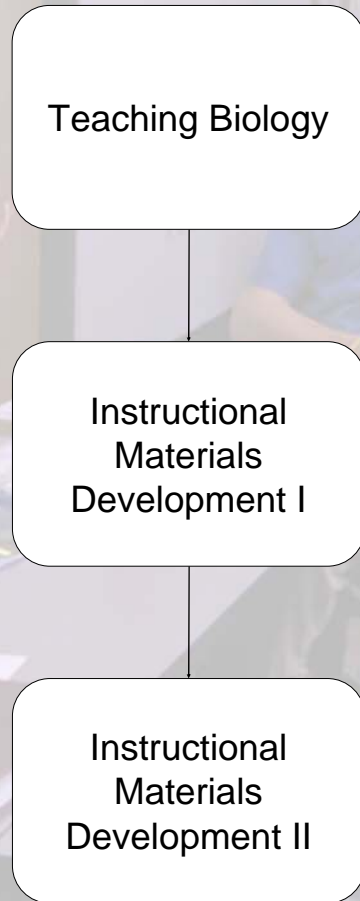 Teaching Biology
Instructional
Materials
Development I
Instructional
Materials
Development II